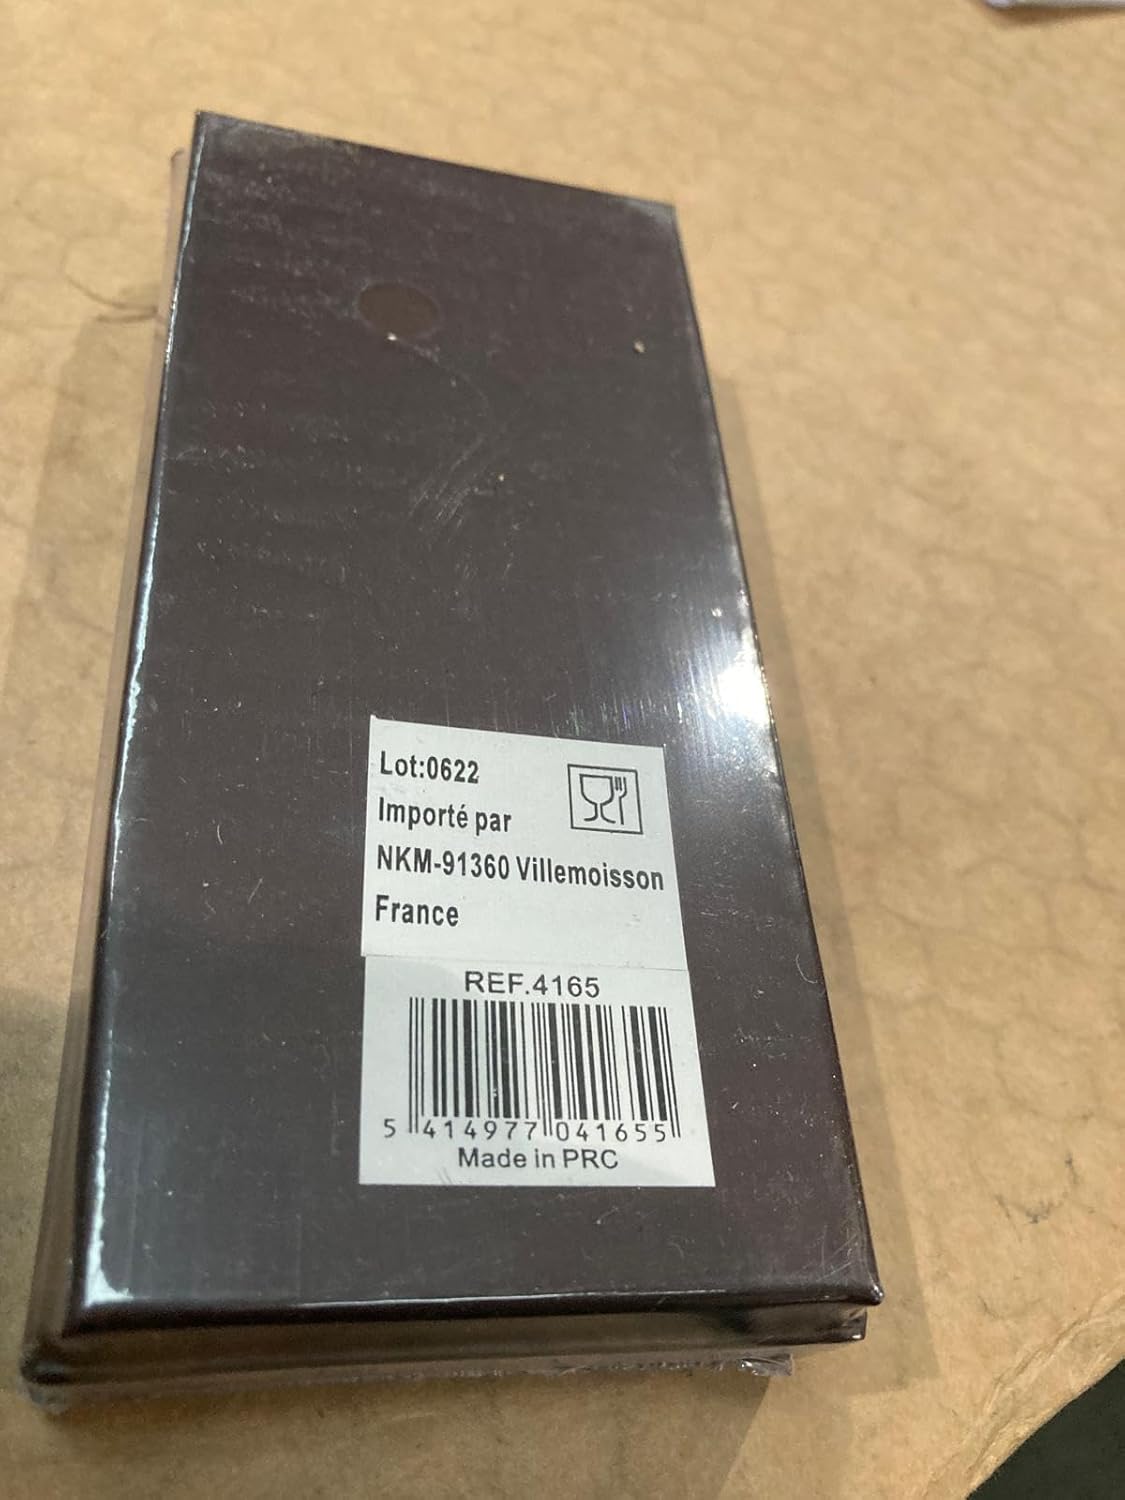 Lot:0622
Importé par
NKM-91360 Villemoisson
France
REF.4165
5 414977 041655
Made in PRC